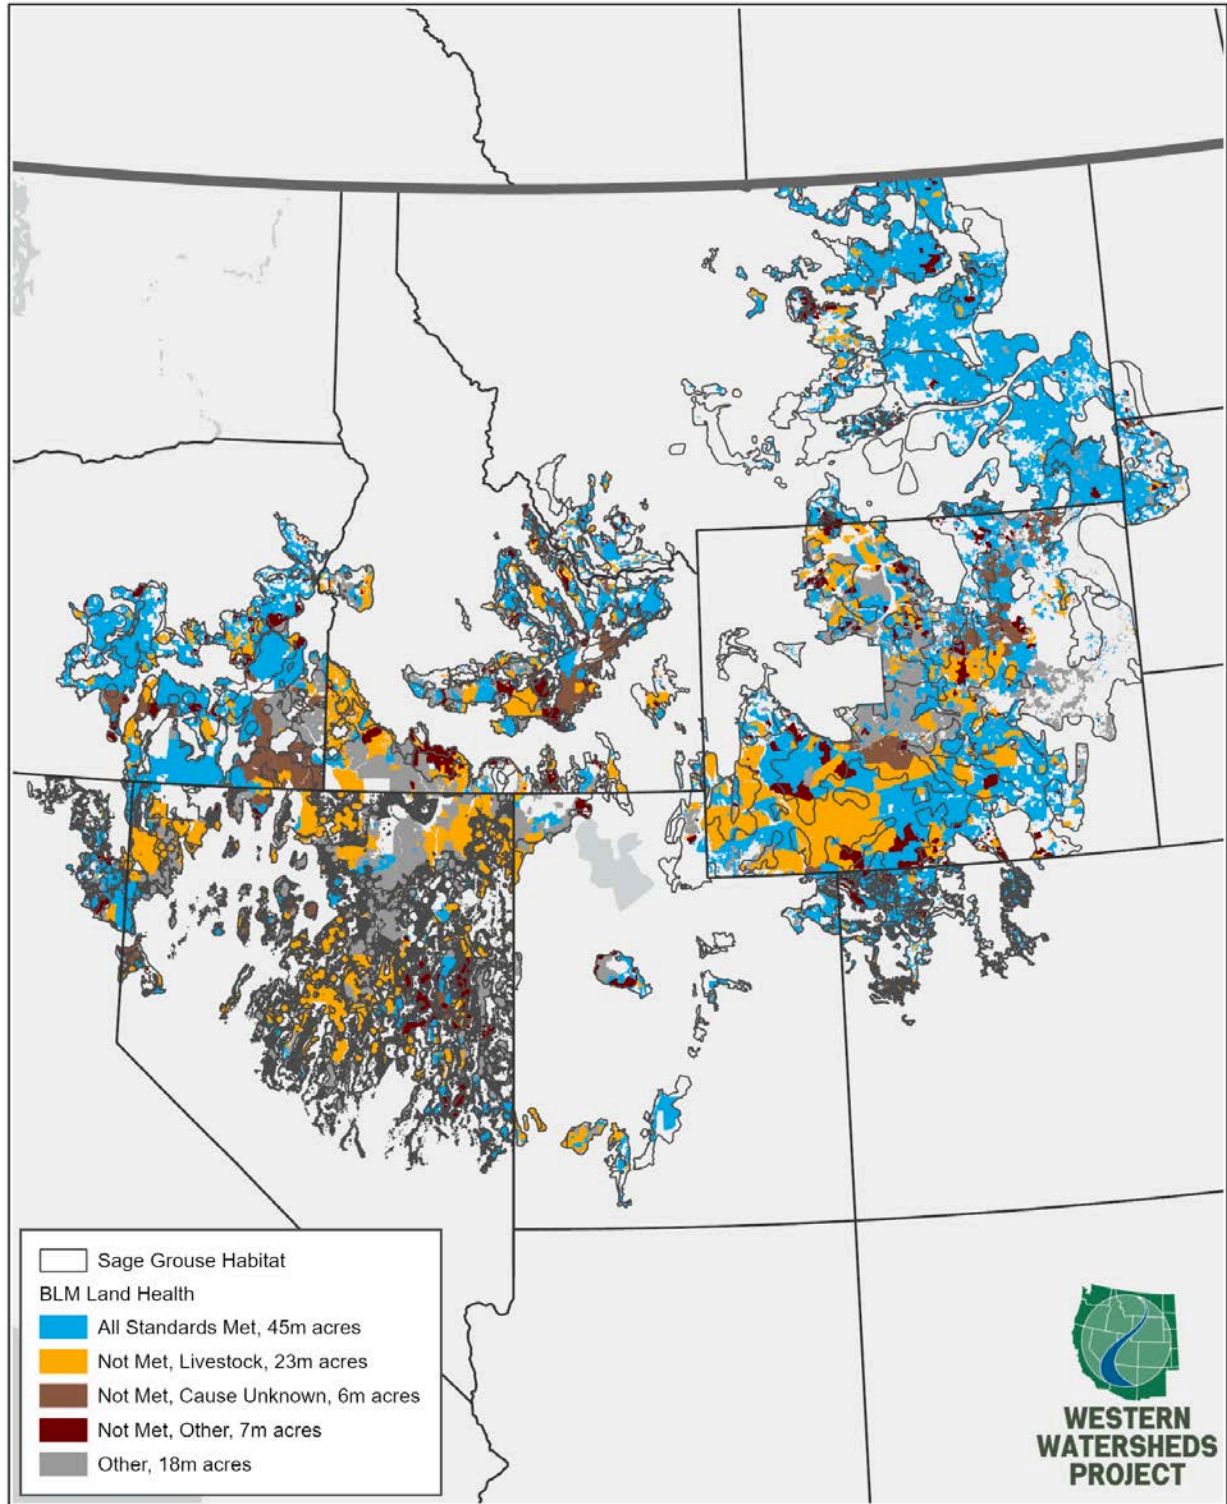 Sage Grouse Habitat
BLM Land Health
All Standards Met, 45m acres
Not Met, Livestock, 23m acres
Not Met, Cause Unknown, 6m acres
Not Met, Other, 7m acres
Other, 18m acres
WESTERN
WATERSHEDS
PROJECT